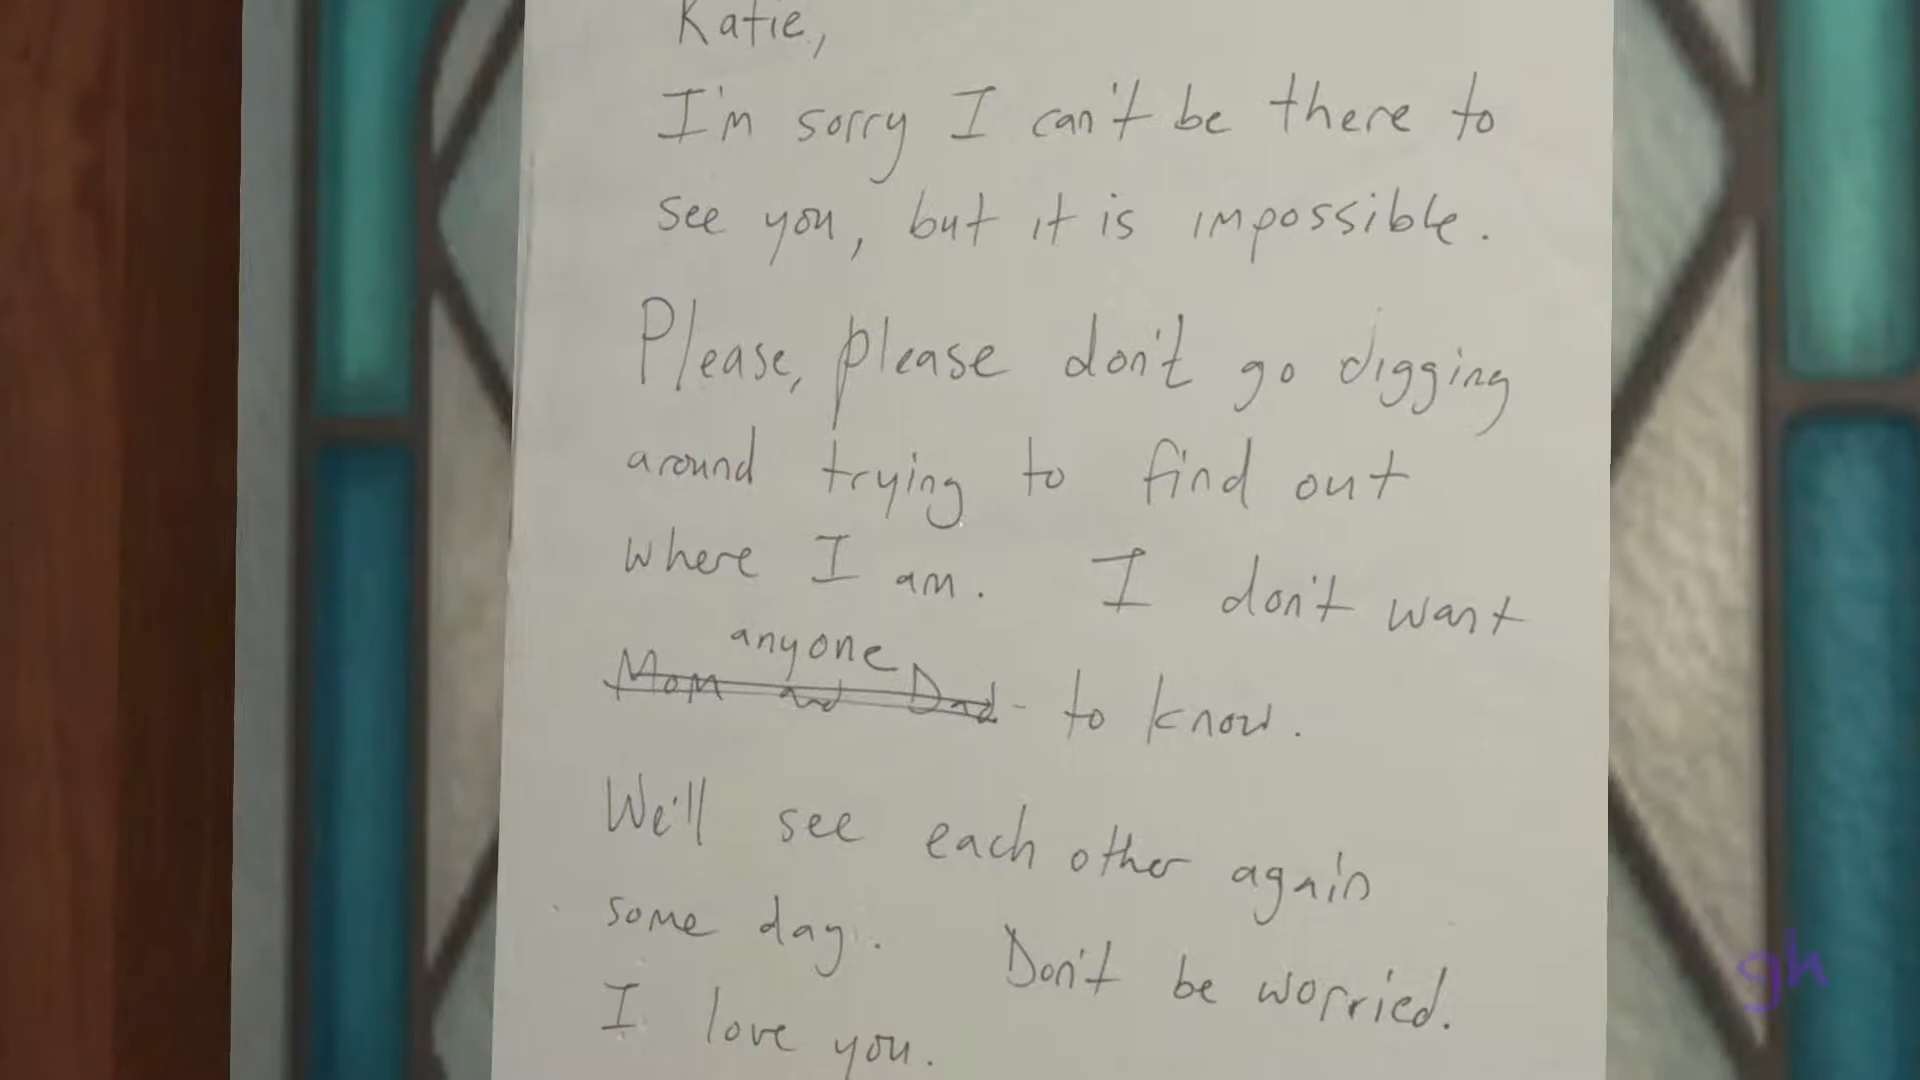 Katie,
I'm sorry I can't be there to
see you, but it is impossible.
Please, please don't go digging
around trying to find out
where I am. I don't want
anyone
Mom and Dad to know.
We'll see each other again
some day. Don't be worried.
I love you.
gh